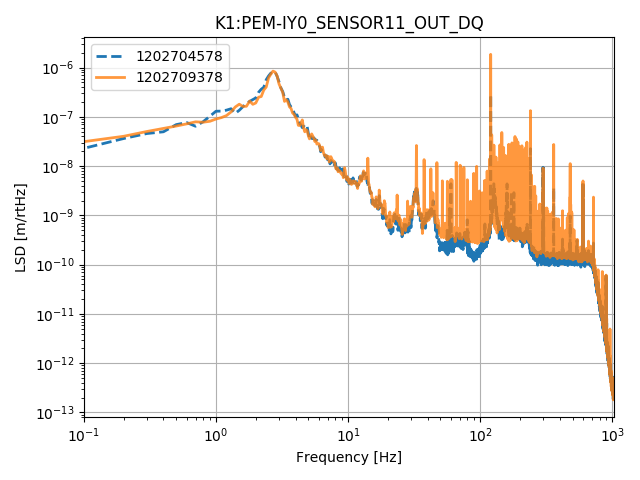 K1:PEM-IY0_SENSOR11_OUT_DQ
1202704578
1202709378
LSD [m/rtHz]
10⁻⁶
10⁻⁷
10⁻⁸
10⁻⁹
10⁻¹⁰
10⁻¹¹
10⁻¹²
10⁻¹³
10⁻¹ 10⁰ 10¹ 10² 10³
Frequency [Hz]